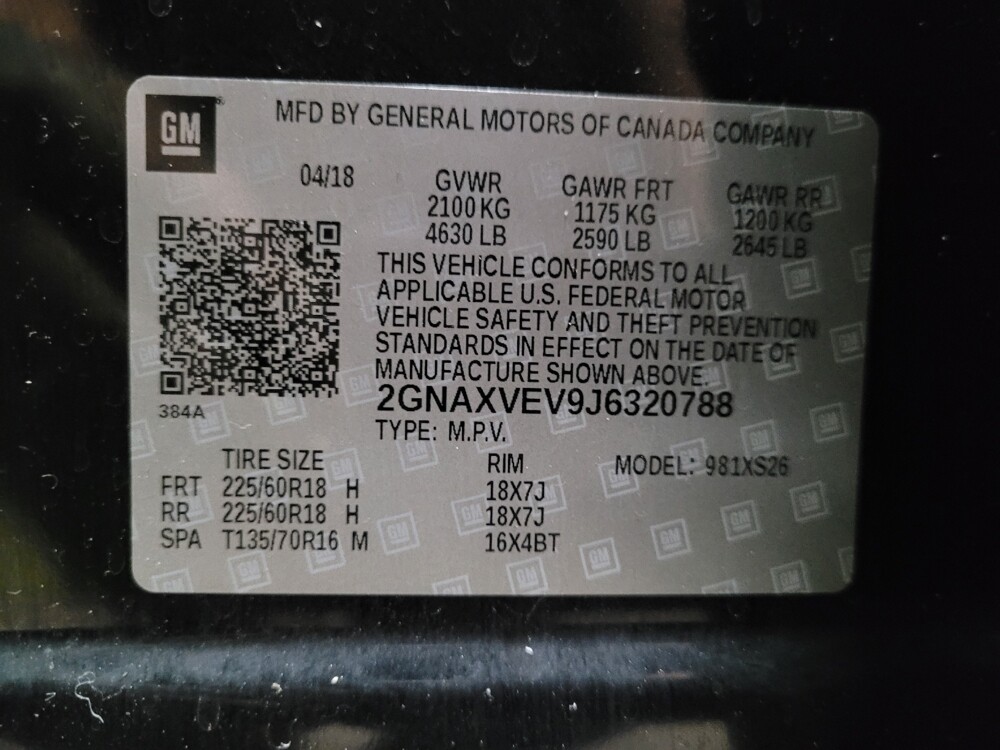 GM
MFD BY GENERAL MOTORS OF CANADA COMPANY
04/18 GVWR GAWR FRT GAWR RR
2100 KG 1175 KG 1200 KG
4630 LB 2590 LB 2645 LB
THIS VEHICLE CONFORMS TO ALL
APPLICABLE U.S. FEDERAL MOTOR
VEHICLE SAFETY AND THEFT PREVENTION
STANDARDS IN EFFECT ON THE DATE OF
MANUFACTURE SHOWN ABOVE.
384A
2GNAXVEV9J6320788
TYPE: M.P.V.
TIRE SIZE RIM MODEL: 981XS26
FRT 225/60R18 H 18X7J
RR 225/60R18 H 18X7J
SPA T135/70R16 M 16X4BT